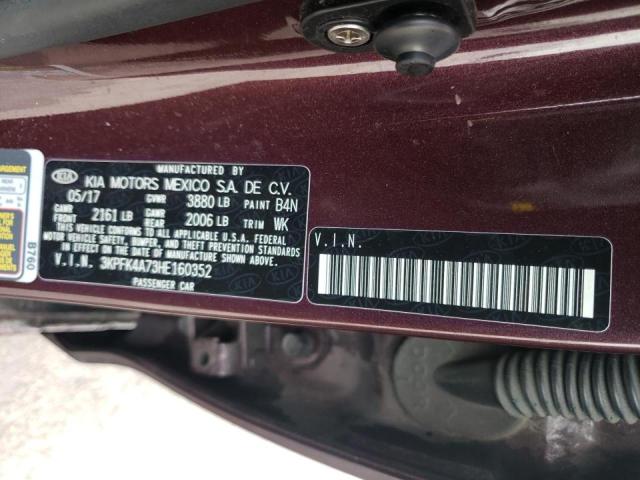 MANUFACTURED BY
KIA KIA MOTORS MEXICO S.A. DE C.V.
05/17 GVWR 3880 LB PAINT B4N
GAWR FRONT 2161 LB GAWR REAR 2006 LB TRIM WK
THIS VEHICLE CONFORMS TO ALL APPLICABLE U.S. FEDERAL
SAFETY, BUMPER, AND THEFT PREVENTION STANDARDS
IN EFFECT ON THE DATE OF MANUFACTURE SHOWN ABOVE.
V.I.N. 3KPFK4A73HE160352
PASSENGER CAR
V.I.N.
B760